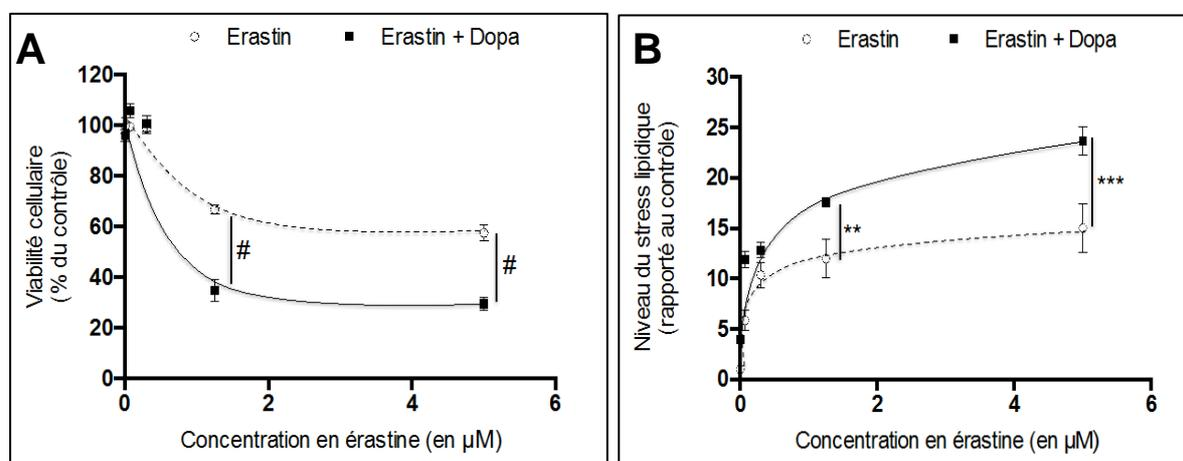 A
Erastin
Erastin + Dopa
Viabilité cellulaire
(% du contrôle)
120
100
80
60
40
20
0
#
#
0
2
4
6
Concentration en érastine (en µM)
B
Erastin
Erastin + Dopa
Niveau du stress lipidique
(rapporté au contrôle)
30
25
20
15
10
5
0
**
***
0
2
4
6
Concentration en érastine (en µM)